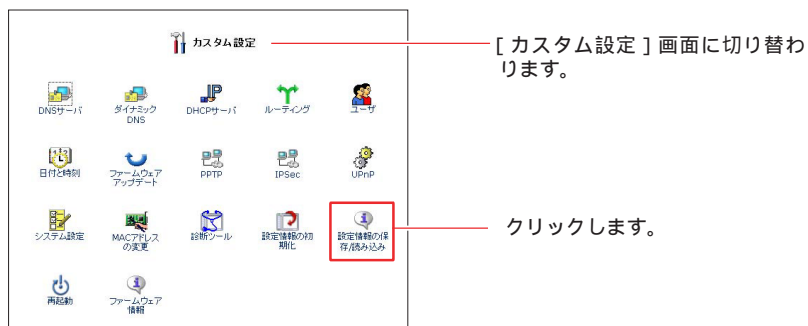 カスタム設定
[ カスタム設定 ] 画面に切り替わ
ります。
DNSサーバ
ダイナミック
DNS
DHCPサーバ
ルーティング
ユーザ
日付と時刻
ファームウェア
アップデート
PPTP
IPSec
UPnP
システム設定
MACアドレス
の変更
診断ツール
設定情報の初
期化
設定情報の保
存/読み込み
クリックします。
再起動
ファームウェア
情報